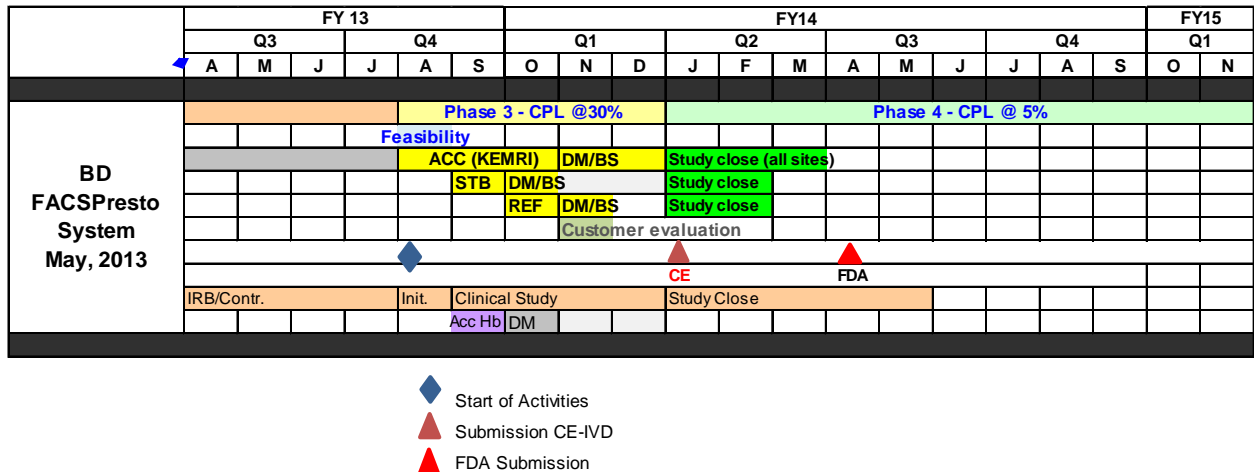 FY 13 FY14 FY15
Q3 Q4 Q1 Q2 Q3 Q4 Q1
A M J J A S O N D J F M A M J J A S O N
Phase 3 - CPL @30% Phase 4 - CPL @ 5%
Feasibility
ACC (KEMRI) DM/BS Study close (all sites)
BD
FACSPresto
System
May, 2013
STB DM/BS Study close
REF DM/BS Study close
Customer evaluation
CE FDA
IRB/Contr. Init. Clinical Study Study Close
Acc Hb DM
Start of Activities
Submission CE-IVD
FDA Submission